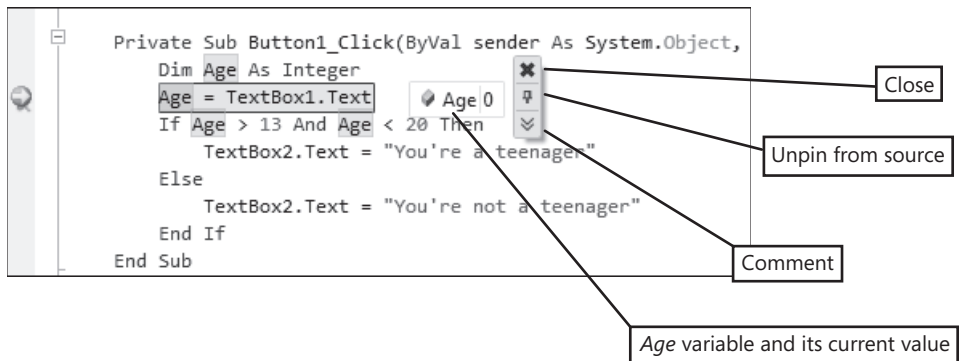 Private Sub Button1_Click(ByVal sender As System.Object,
Dim Age As Integer
Age = TextBox1.Text
Age 0
If Age > 13 And Age < 20 Then
TextBox2.Text = "You're a teenager"
Else
TextBox2.Text = "You're not a teenager"
End If
End Sub
Close
Unpin from source
Comment
Age variable and its current value